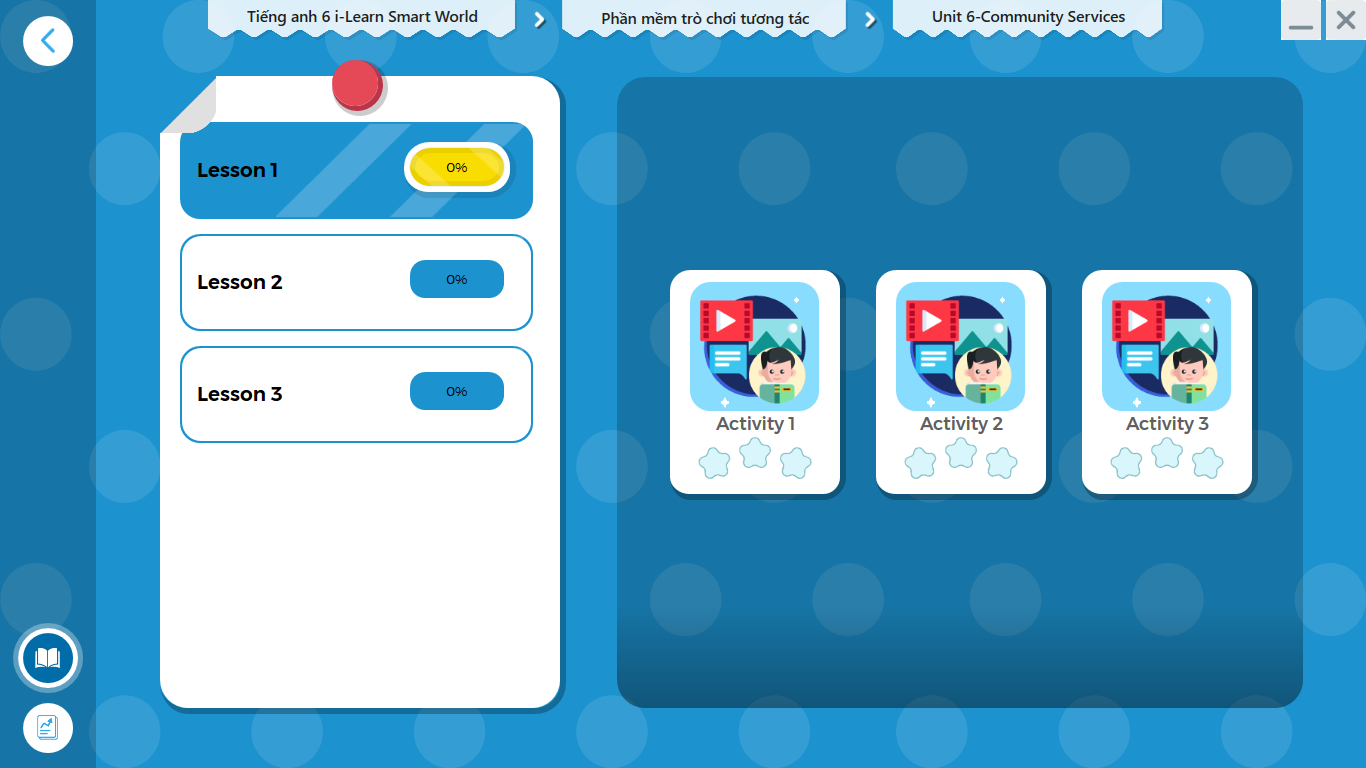 Tiếng anh 6 i-Learn Smart World
Phần mềm trò chơi tương tác
Unit 6-Community Services
Lesson 1
0%
Lesson 2
0%
Lesson 3
0%
Activity 1
Activity 2
Activity 3